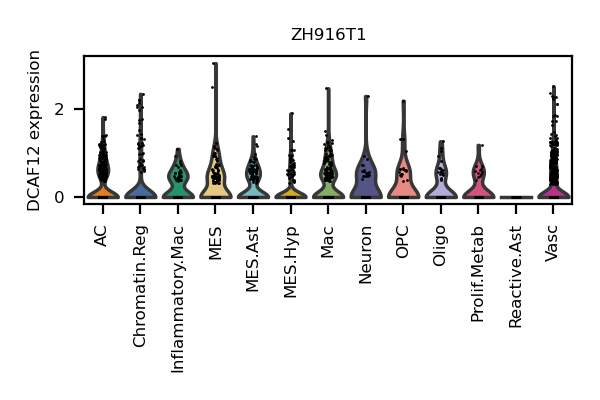 ZH916T1
DCAF12 expression
2
0
AC
Chromatin.Reg
Inflammatory.Mac
MES
MES.Ast
MES.Hyp
Mac
Neuron
OPC
Oligo
Prolif.Metab
Reactive.Ast
Vasc